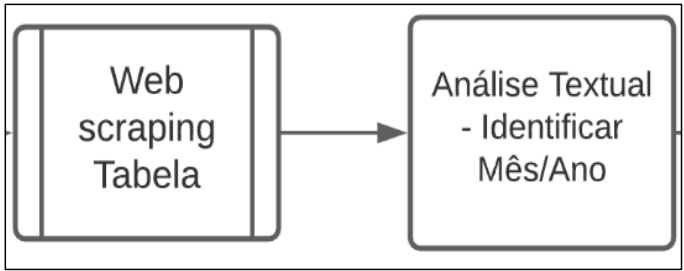 Web
scraping
Tabela
Análise Textual
- Identificar
Mês/Ano